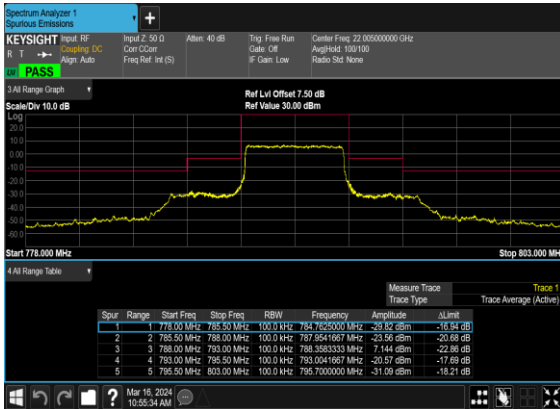 Spectrum Analyzer 1
Spurious Emissions
KEYSIGHT Input: RF Input Z: 50 Ω Atten: 40 dB Trig: Free Run Center Freq: 22.005000000 GHz
R T Coupling: DC Corr CCorr Gate: Off Avg|Hold: 100/100
Align: Auto Freq Ref: Int (S) IF Gain: Low Radio Std: None
PASS
3 All Range Graph
Ref Lvl Offset 7.50 dB
Scale/Div 10.0 dB Ref Value 30.00 dBm
Log
20.0
10.0
0.00
-10.0
-20.0
-30.0
-40.0
-50.0
-60.0
Start 778.000 MHz Stop 803.000 MH
4 All Range Table
Measure Trace Trace 1
Trace Type Trace Average (Active)
Spur Range Start Freq Stop Freq RBW Frequency Amplitude ΔLimit
1 1 778.00 MHz 785.50 MHz 100.0 kHz 784.7625000 MHz -29.82 dBm -16.94 dB
2 2 785.50 MHz 788.00 MHz 100.0 kHz 787.9541667 MHz -23.56 dBm -20.68 dB
3 3 788.00 MHz 793.00 MHz 100.0 kHz 788.3583333 MHz 7.144 dBm -22.86 dB
4 4 793.00 MHz 795.50 MHz 100.0 kHz 793.0041667 MHz -20.57 dBm -17.69 dB
5 5 795.50 MHz 803.00 MHz 100.0 kHz 795.7000000 MHz -31.09 dBm -18.21 dB
Mar 16, 2024
10:55:34 AM